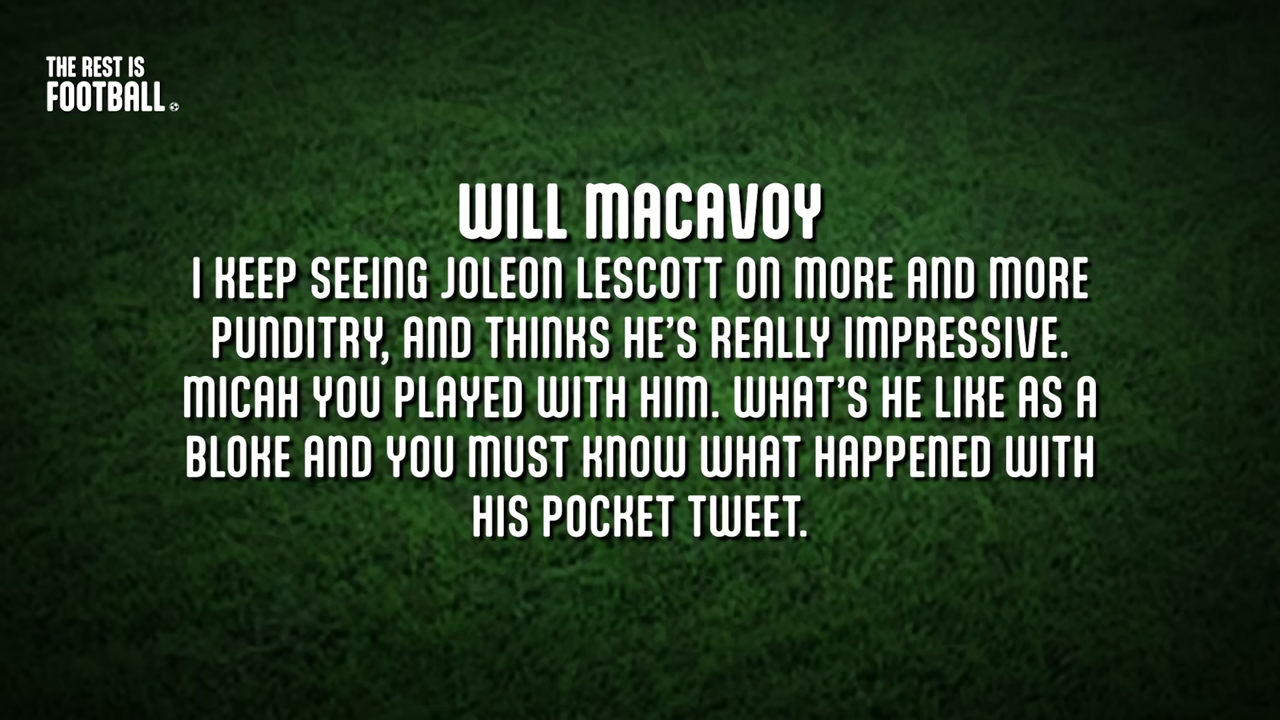 THE REST IS
FOOTBALL
WILL MACAVOY
I KEEP SEEING JOLEON LESCOTT ON MORE AND MORE
PUNDITRY, AND THINKS HE'S REALLY IMPRESSIVE.
MICAH YOU PLAYED WITH HIM. WHAT'S HE LIKE AS A
BLOKE AND YOU MUST KNOW WHAT HAPPENED WITH
HIS POCKET TWEET.